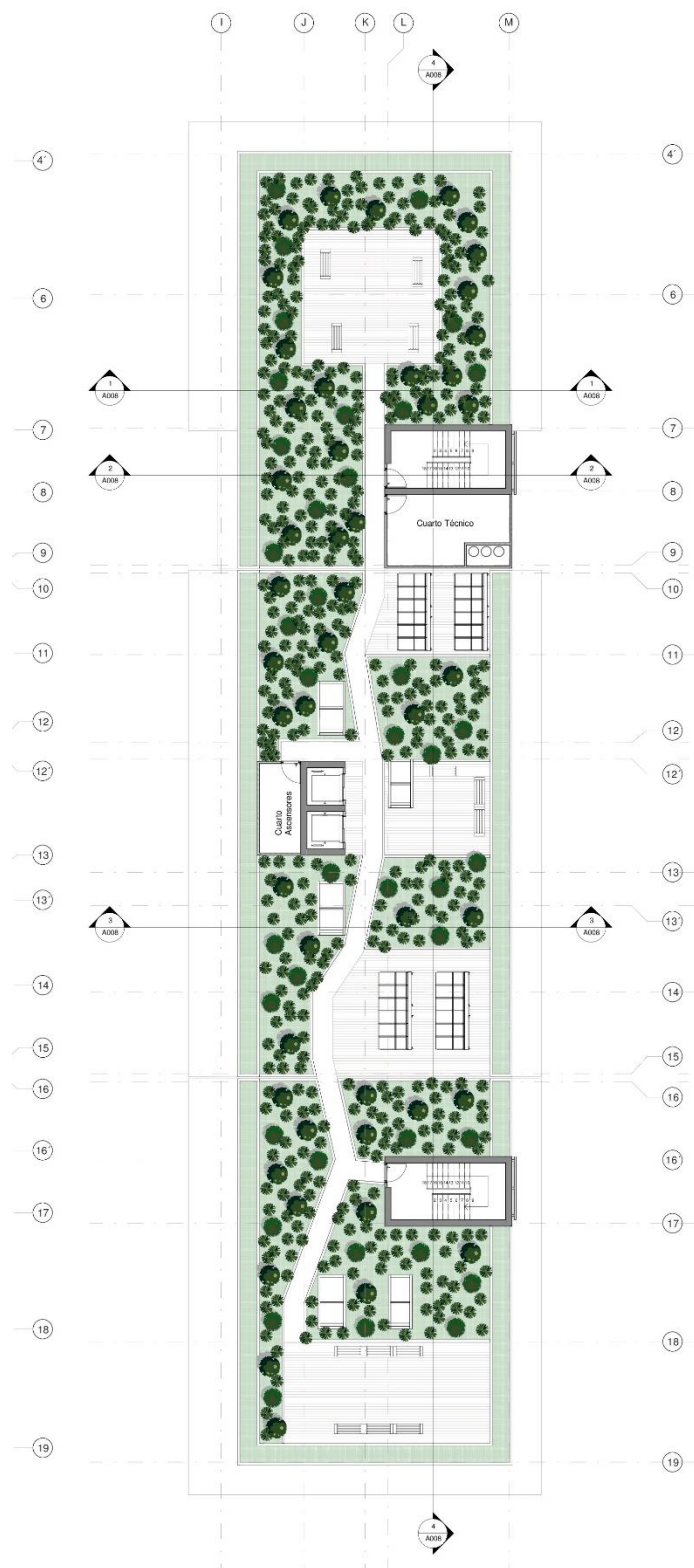 I J K L M
4
A008
4´ 4´
6 6
1
A008
1
A008
7 7
2
A008
2
A008
8 8
Cuarto Técnico
9 9
10 10
11 11
12 12
12´ 12´
Cuarto
Ascensores
13 13
13´ 13´
3
A008
3
A008
14 14
15 15
16 16
16´ 16´
17 17
18 18
19 19
4
A008